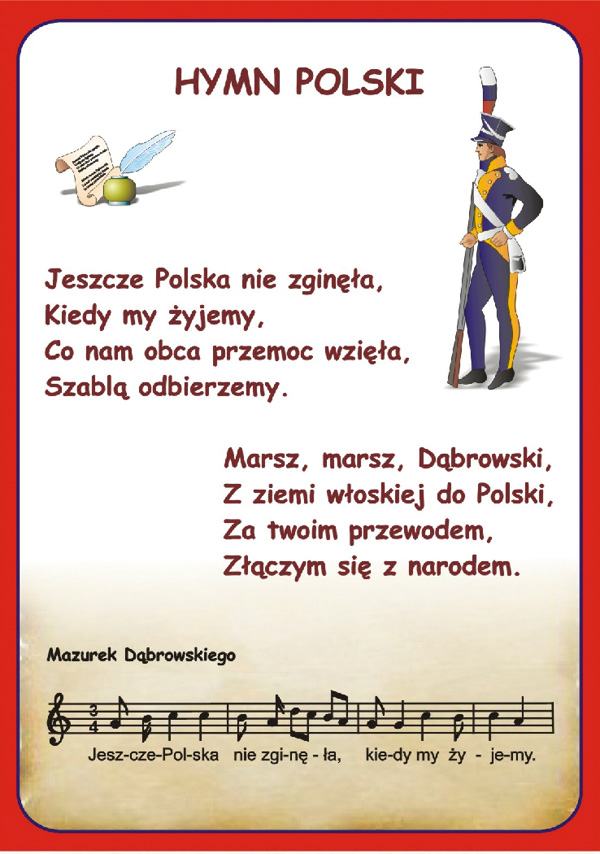 HYMN POLSKI
Jeszcze Polska nie zginęła,
Kiedy my żyjemy,
Co nam obca przemoc wzięła,
Szablą odbierzemy.
Marsz, marsz, Dąbrowski,
Z ziemi włoskiej do Polski,
Za twoim przewodem,
Złączym się z narodem.
Mazurek Dąbrowskiego
3
4
Jesz-cze-Pol-ska nie zgi-nę - ła, kie-dy my ży - je-my.